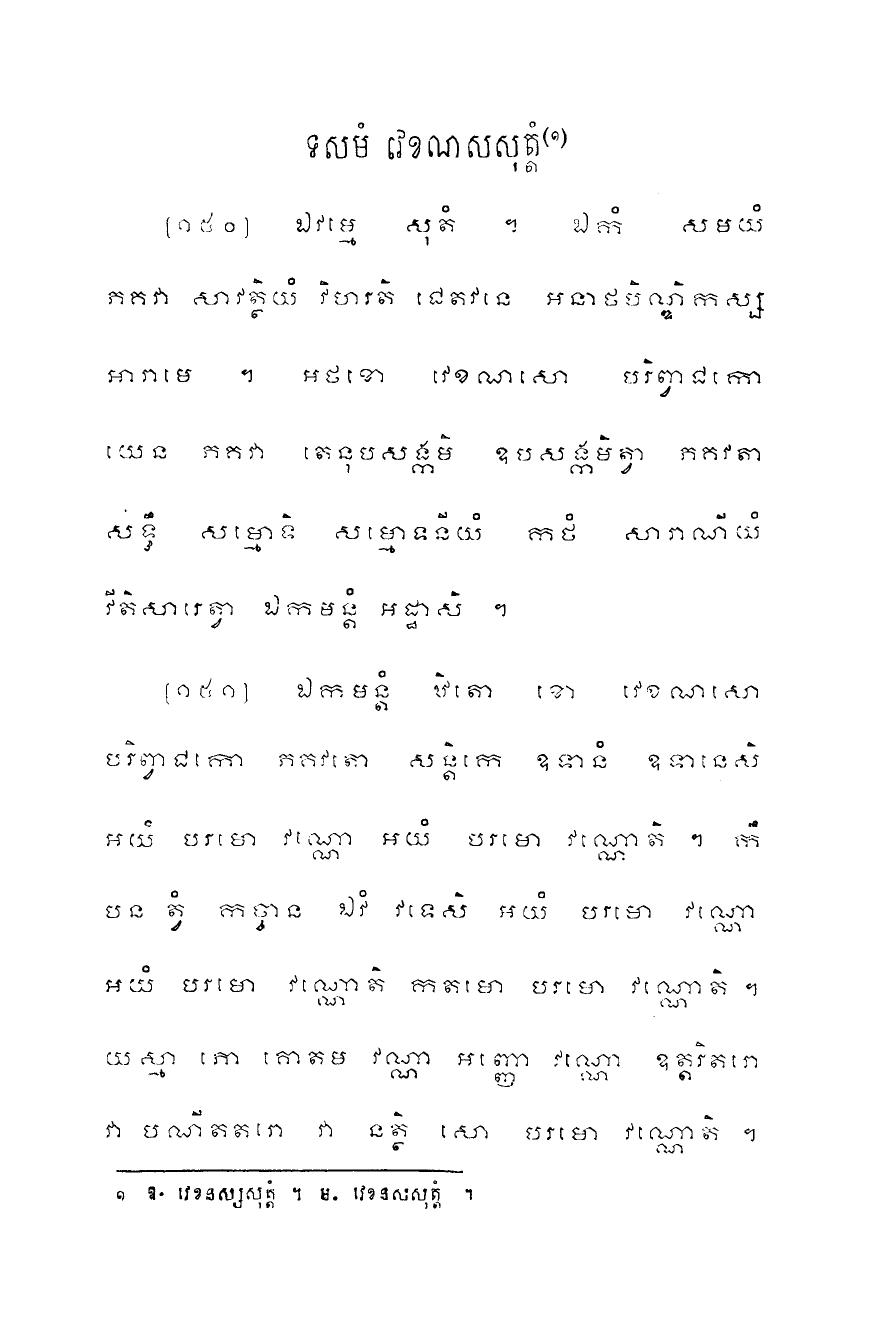 ទសមំ វេខណសសុត្តំ(១)
[១៥០] ឯវម្មេ សុតំ ។ ឯកំ សមយំ
ភគវា សាវត្ថិយំ វិហរតិ ជេតវនេ អនាថបិណ្ឌិកស្ស
អារាមេ ។ អថខោ វេខណសោ បរិព្វាជកោ
យេន ភគវា តេនុបសង្កមិ ឧបសង្កមិត្វា ភគវតា
សទ្ធឹ សម្មោទិ សម្មោទនីយំ កថំ សារាណីយំ
វីតិសារេត្វា ឯកមន្តំ អដ្ឋាសិ ។
[១៥១] ឯកមន្តំ ឋិតោ ខោ វេខណសោ
បរិព្វាជកោ ភគវតោ សន្តិកេ ឧទានំ ឧទានេសិ
អយំ បរមោ វណ្ណោ អយំ បរមោ វណ្ណោតិ ។ កឹ
បន ត្វំ កច្ចាន ឯវំ វទេសិ អយំ បរមោ វណ្ណោ
អយំ បរមោ វណ្ណោតិ កតមោ បរមោ វណ្ណោតិ ។
យស្មា ភោ គោតម វណ្ណា អញ្ញោ វណ្ណោ ឧត្តរិតរោ
វា បណីតតរោ វា នត្ថិ សោ បរមោ វណ្ណោតិ ។
១ ឱ. វេខនស្សសុត្តំ ។ ម. វេខនសសុត្តំ ។